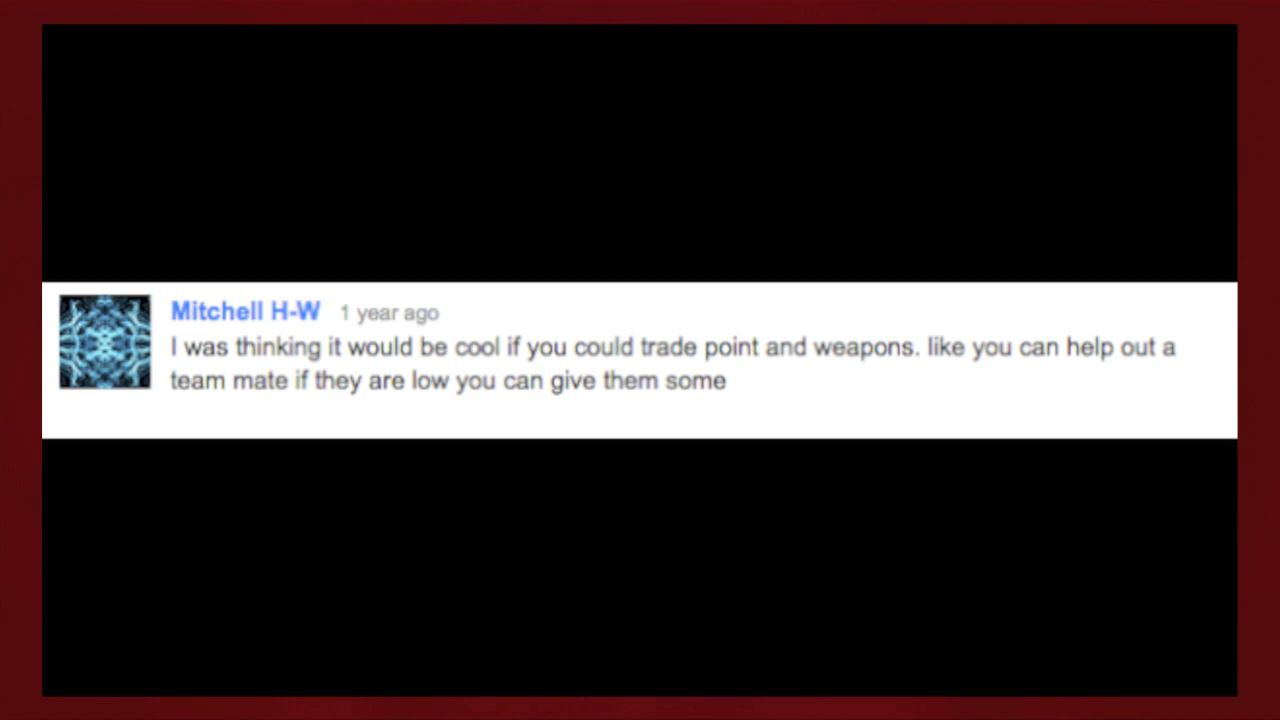 Mitchell H-W 1 year ago
I was thinking it would be cool if you could trade point and weapons. like you can help out a
team mate if they are low you can give them some